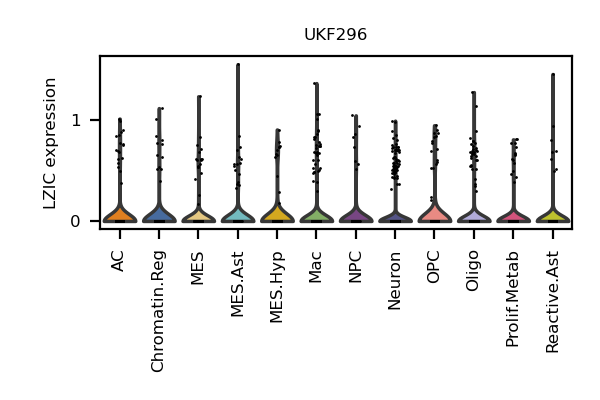 UKF296
LZIC expression
1
0
AC
Chromatin.Reg
MES
MES.Ast
MES.Hyp
Mac
NPC
Neuron
OPC
Oligo
Prolif.Metab
Reactive.Ast